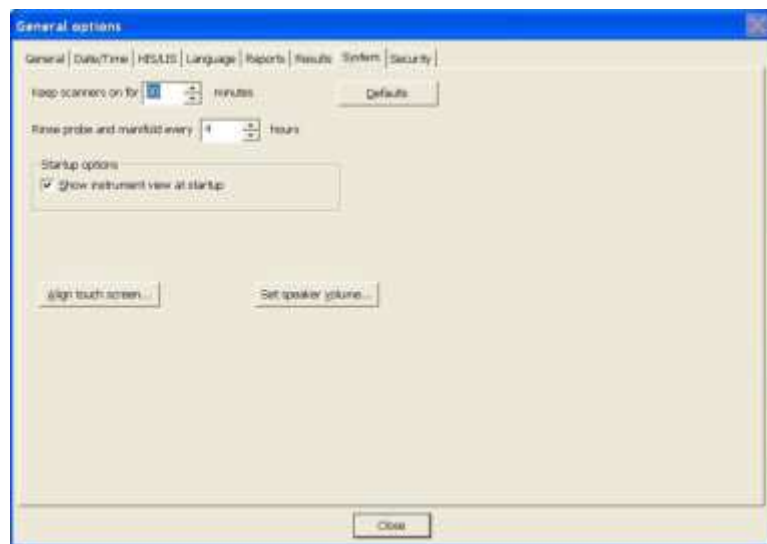 General options
General Date/Time HIS/LIS Language Reports Results System Security
Keep scanners on for minutes Defaults
Rinse probe and manifold every 4 hours
Startup options
Show instrument view at startup
Align touch screen... Set speaker volume...
Close